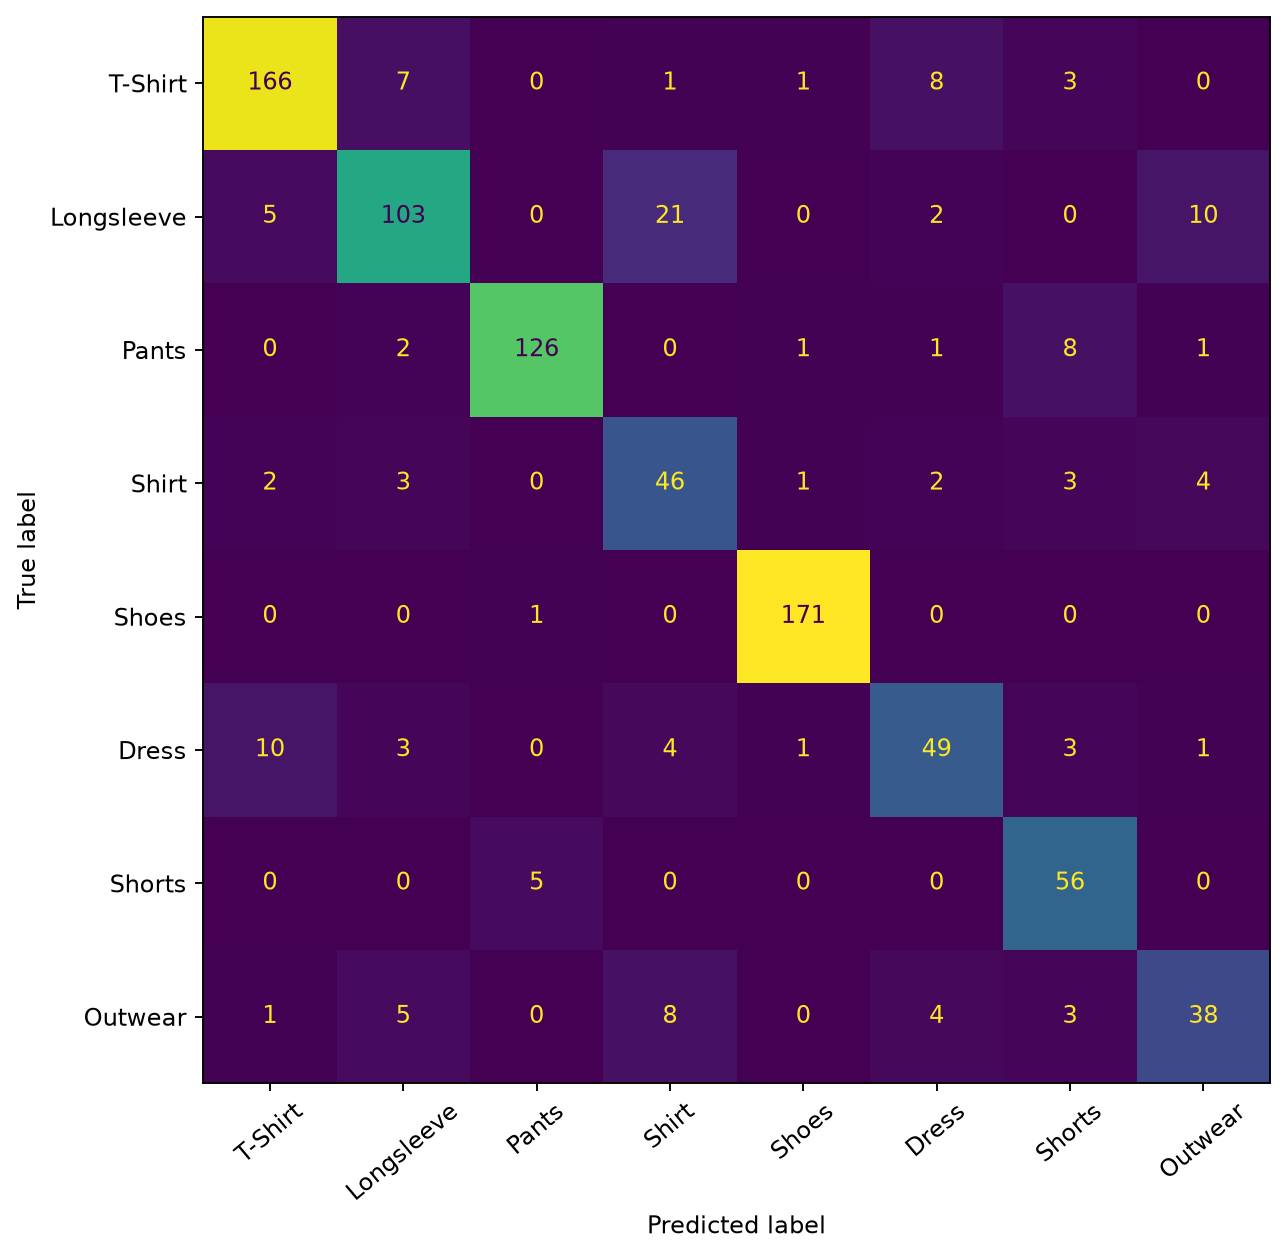 T-Shirt 166 7 0 1 1 8 3 0
Longsleeve 5 103 0 21 0 2 0 10
Pants 0 2 126 0 1 1 8 1
Shirt 2 3 0 46 1 2 3 4
True label
Shoes 0 0 1 0 171 0 0 0
Dress 10 3 0 4 1 49 3 1
Shorts 0 0 5 0 0 0 56 0
Outwear 1 5 0 8 0 4 3 38
T-Shirt Longsleeve Pants Shirt Shoes Dress Shorts Outwear
Predicted label